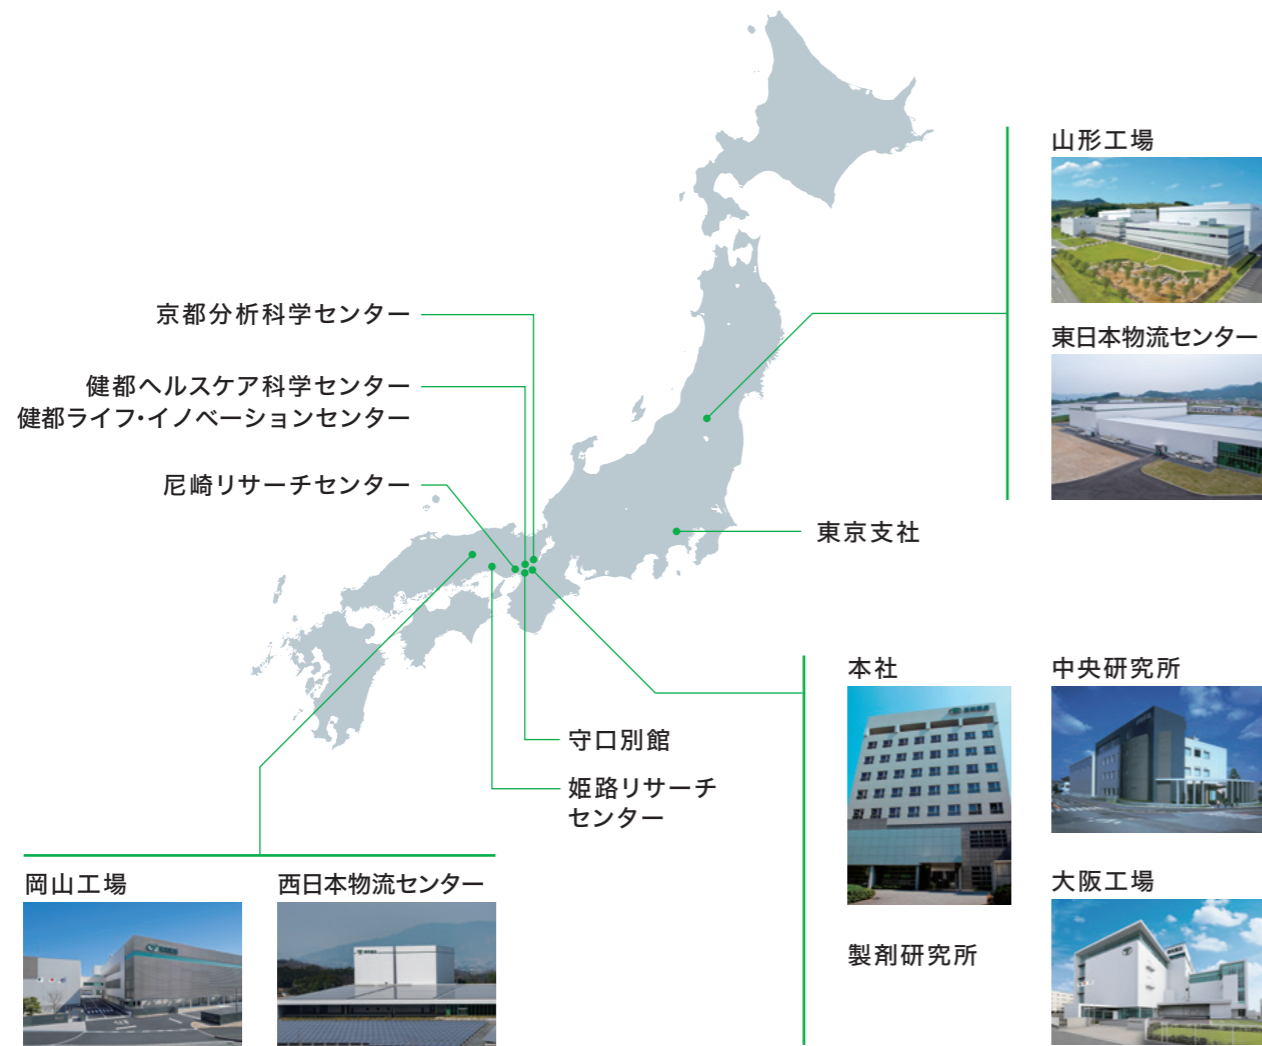 山形工場
東日本物流センター
京都分析科学センター
健都ヘルスケア科学センター
健都ライフ・イノベーションセンター
尼崎リサーチセンター
東京支社
守口別館
姫路リサーチ
センター
本社
中央研究所
大阪工場
製剤研究所
岡山工場
西日本物流センター